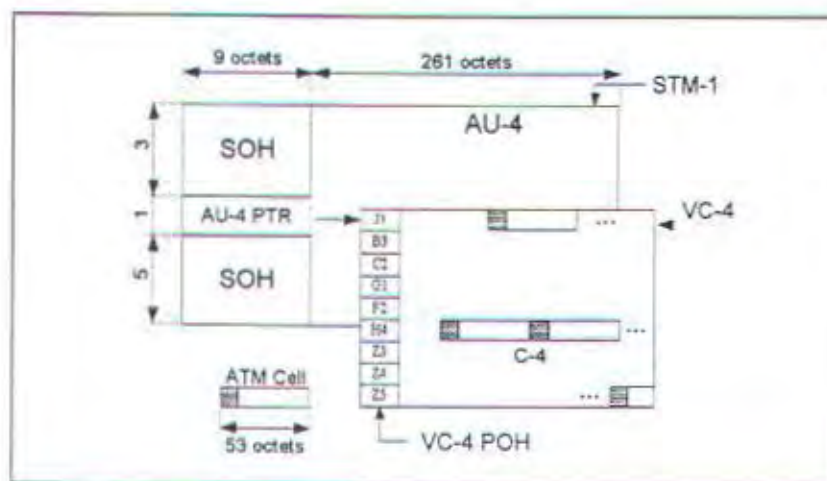 9 octets
261 octets
STM-1
AU-4
3
SOH
1
AU-4 PTR
J1
...
VC-4
B3
C2
G1
5
SOH
F2
H4
...
C-4
Z3
ATM Cell
Z4
Z5
...
53 octets
VC-4 POH